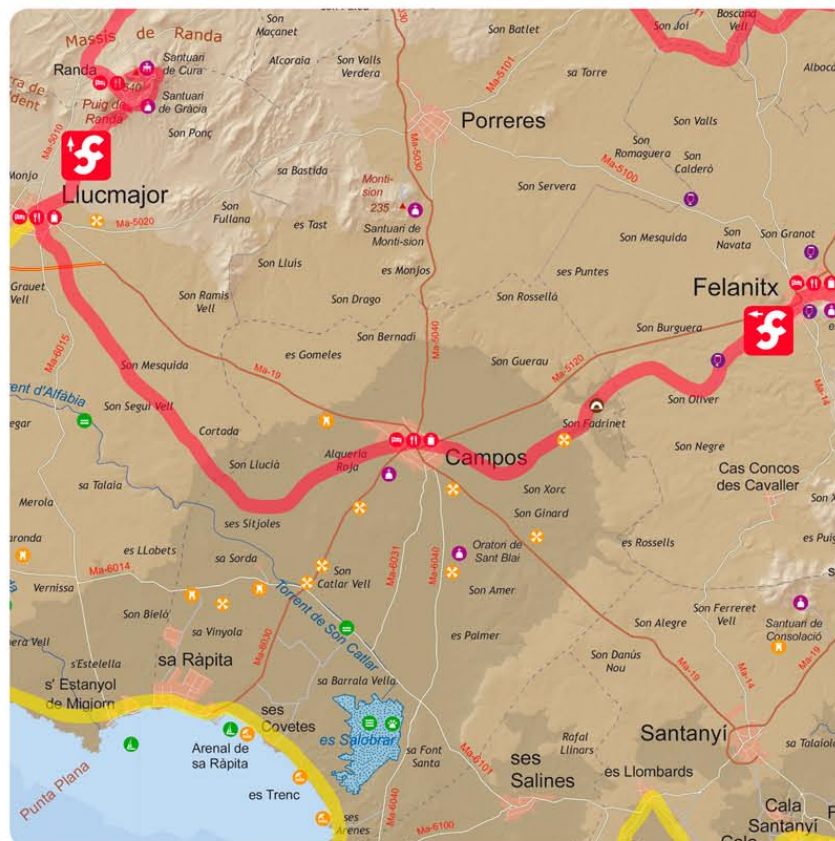 Son
Maçanet
Son Batlet
Son Joi
Boscana
Vell
Massis de Randa
Santuari
de Cura
Alcoraia
Son Valls
Verdera
Ma-5101
Randa
sa Torre
Santuari
de Gràcia
Puig de
Randa
Ma-5010
Son Ponç
Porreres
Son Valls
Son
Romaguera
Son
Calderó
Ma-5030
Ma-5100
Monjo
Llucmajor
sa Bastida
Monti-
sion
235
Son Servera
Son
Fullana
Ma-5020
es Tast
Santuari de
Monti-sion
Son Mesquida
Son
Navata
Son Granot
Son Lluis
es Monjos
ses Puntes
Grauet
Vell
Son Ramis
Vell
Son Drago
Son Rossellà
Felanitx
Ma-6015
Son Bernadi
Ma-5040
Son Burguera
es Gomeles
Son Guerau
Ma-5120
Son Mesquida
Ma-19
Torrent d'Alfàbia
Son Segui Vell
Son Oliver
Ma-14
Cortada
Son Fadrinet
Alqueria
Roja
Campos
Son Negre
Son Llucià
Cas Concos
des Cavaller
sa Talaia
Son Xorc
Merola
ses Sitjoles
Son Ginard
es LLobets
sa Sorda
Ma-6031
Ma-6040
Oratori de
Sant Blai
es Rossells
Ma-6014
Son
Catlar Vell
Vernissa
Torrent de Son Catlar
Son Amer
Son Ferreret
Vell
Son Bieló
Son Alegre
Santuari de
Consolació
sa Vinyola
Ma-6030
es Palmer
s'Estelella
sa Ràpita
Son Danús
Nou
Ma-19
Ma-14
Ma-19
s' Estanyol
de Migjorn
sa Barrala Vella
ses
Covetes
es Salobrar
Rafal
Llinars
Santanyí
Arenal de
sa Ràpita
sa Font
Santa
Ma-6101
ses
Salines
es Llombards
Punta Plana
es Trenc
Ma-6040
Ma-6100
ses
Arenes
Cala
Santanyí